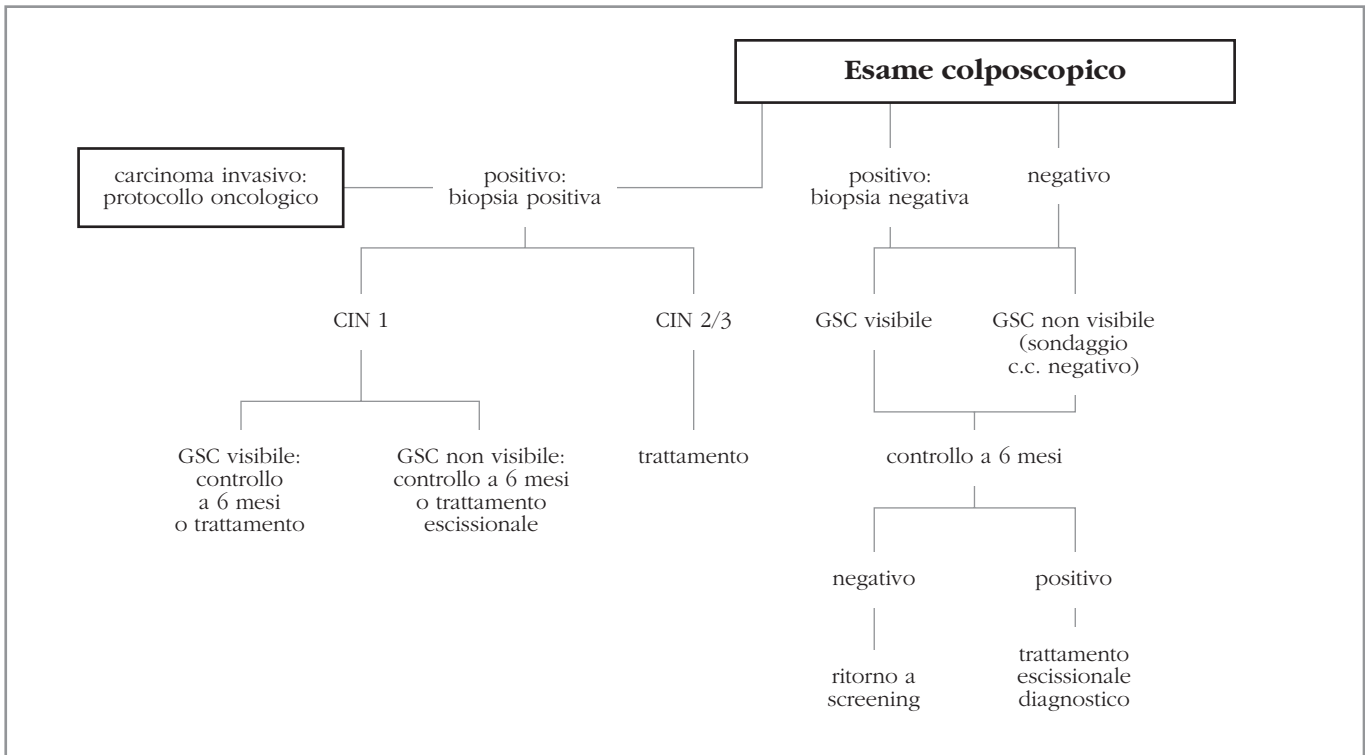 Esame colposcopico
carcinoma invasivo:
protocollo oncologico
positivo:
biopsia positiva
positivo:
biopsia negativa
negativo
CIN 1
CIN 2/3
GSC visibile
GSC non visibile
(sondaggio
c.c. negativo)
GSC visibile:
controllo
a 6 mesi
o trattamento
GSC non visibile:
controllo a 6 mesi
o trattamento
escissionale
trattamento
controllo a 6 mesi
negativo
positivo
ritorno a
screening
trattamento
escissionale
diagnostico